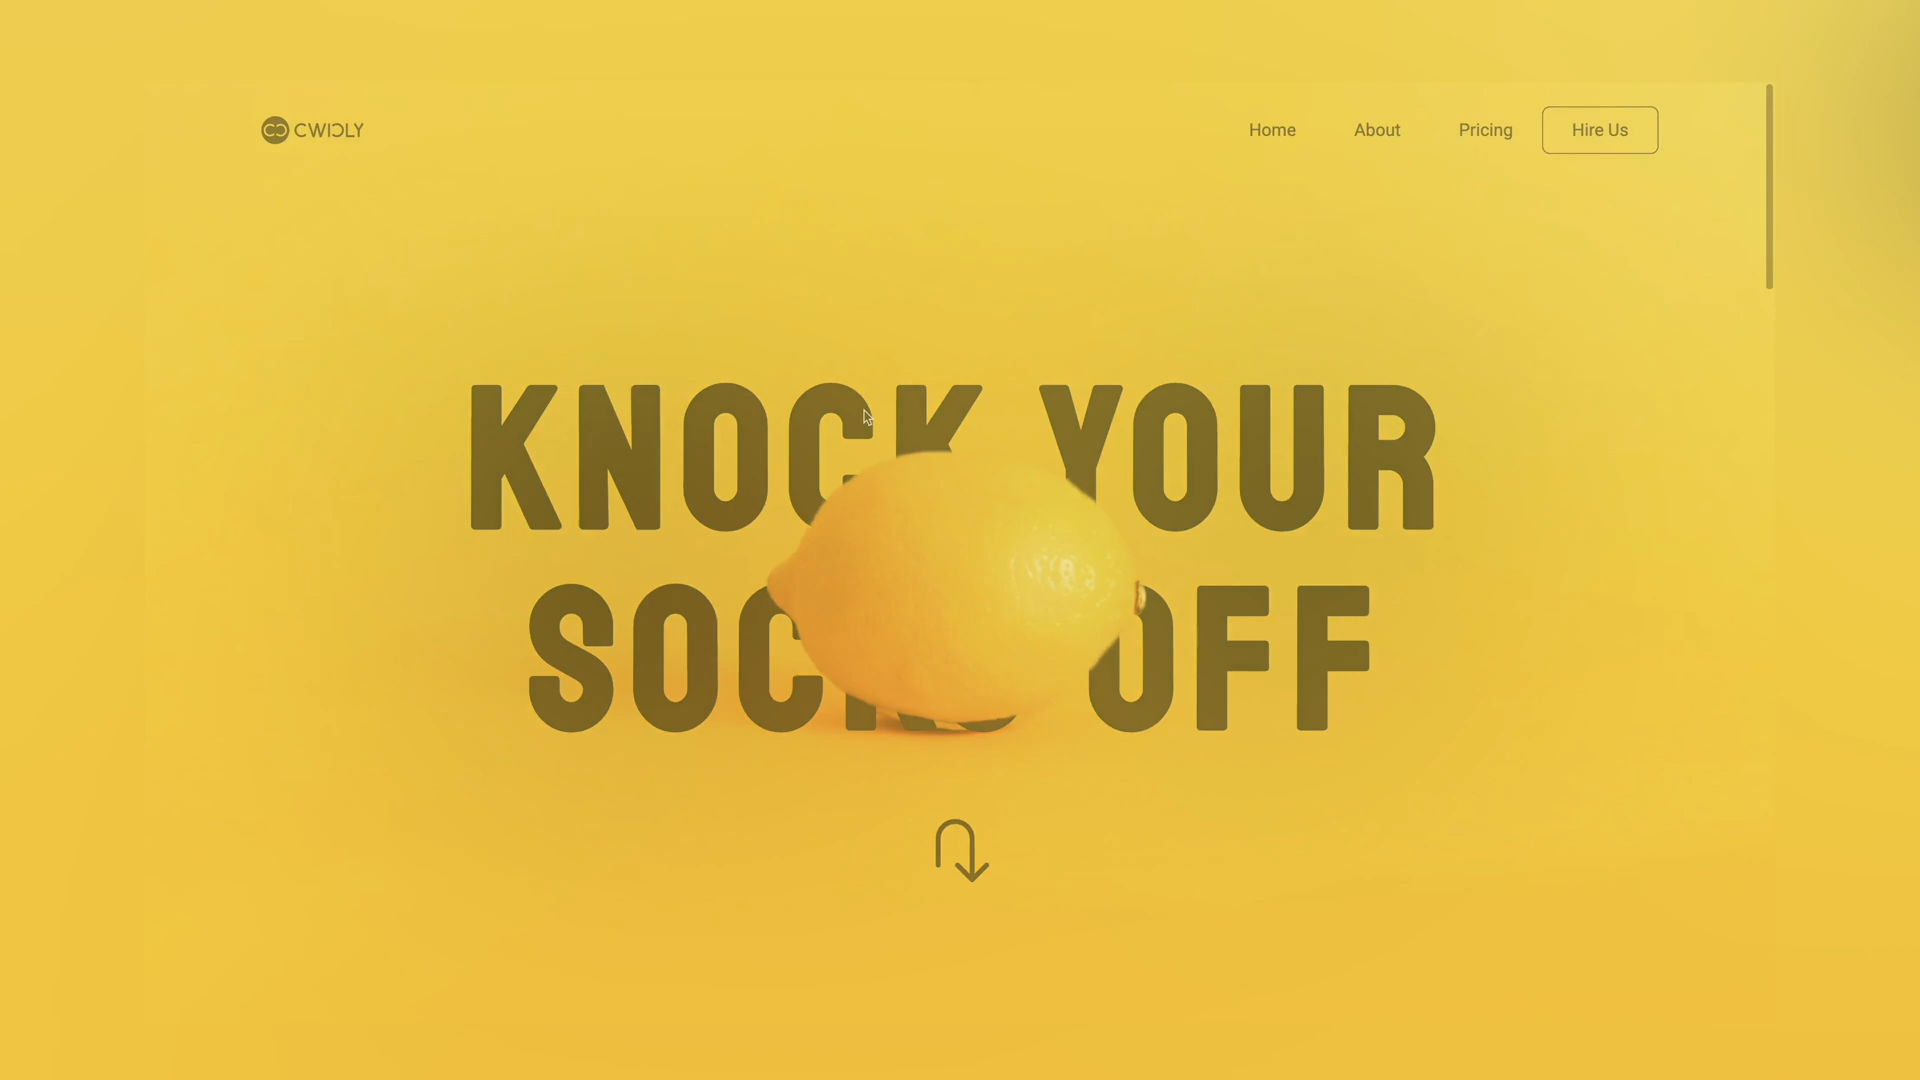 CWIDLY
Home
About
Pricing
Hire Us
KNOCK YOUR
SOCKS OFF